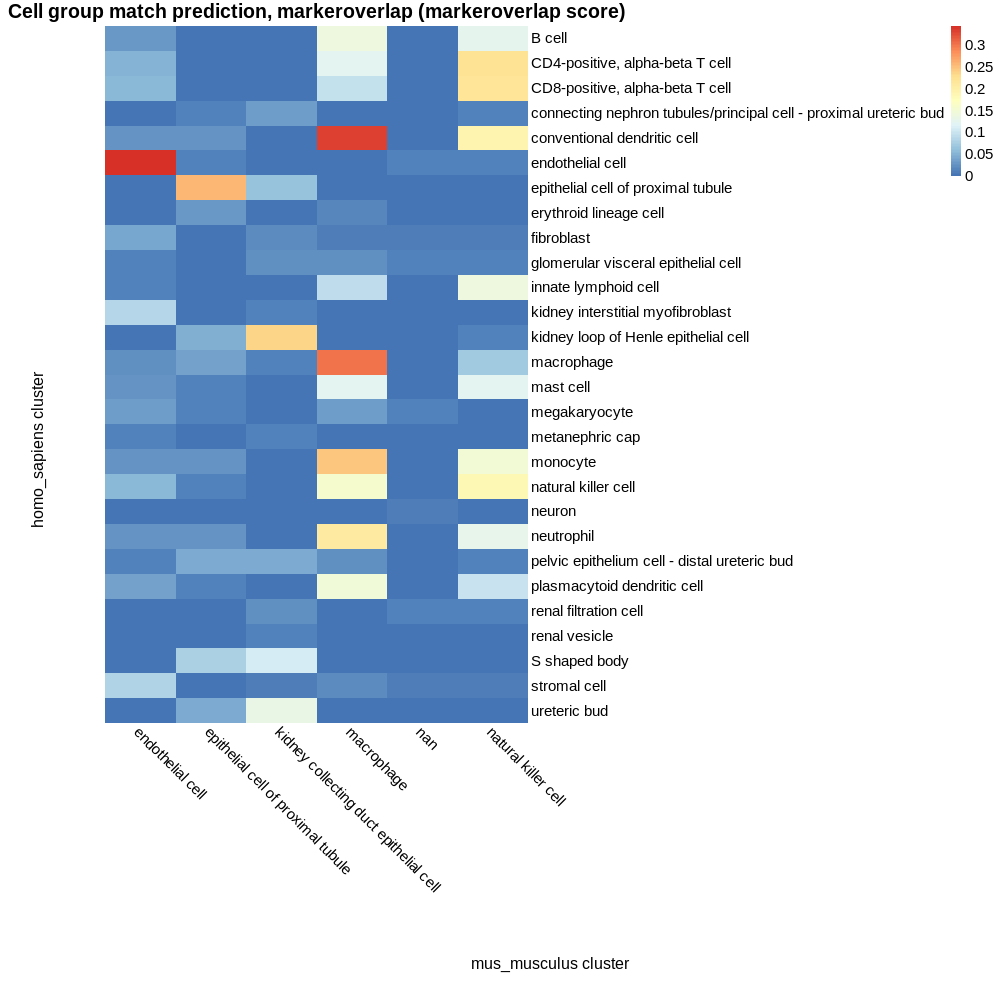 Cell group match prediction, markeroverlap (markeroverlap score)
B cell
CD4-positive, alpha-beta T cell
CD8-positive, alpha-beta T cell
connecting nephron tubules/principal cell - proximal ureteric bud
conventional dendritic cell
endothelial cell
epithelial cell of proximal tubule
erythroid lineage cell
fibroblast
glomerular visceral epithelial cell
innate lymphoid cell
kidney interstitial myofibroblast
kidney loop of Henle epithelial cell
macrophage
mast cell
megakaryocyte
metanephric cap
monocyte
natural killer cell
neuron
neutrophil
pelvic epithelium cell - distal ureteric bud
plasmacytoid dendritic cell
renal filtration cell
renal vesicle
S shaped body
stromal cell
ureteric bud
0.3
0.25
0.2
0.15
0.1
0.05
0
homo_sapiens cluster
endothelial cell
epithelial cell of proximal tubule
kidney collecting duct epithelial cell
macrophage
nan
natural killer cell
mus_musculus cluster